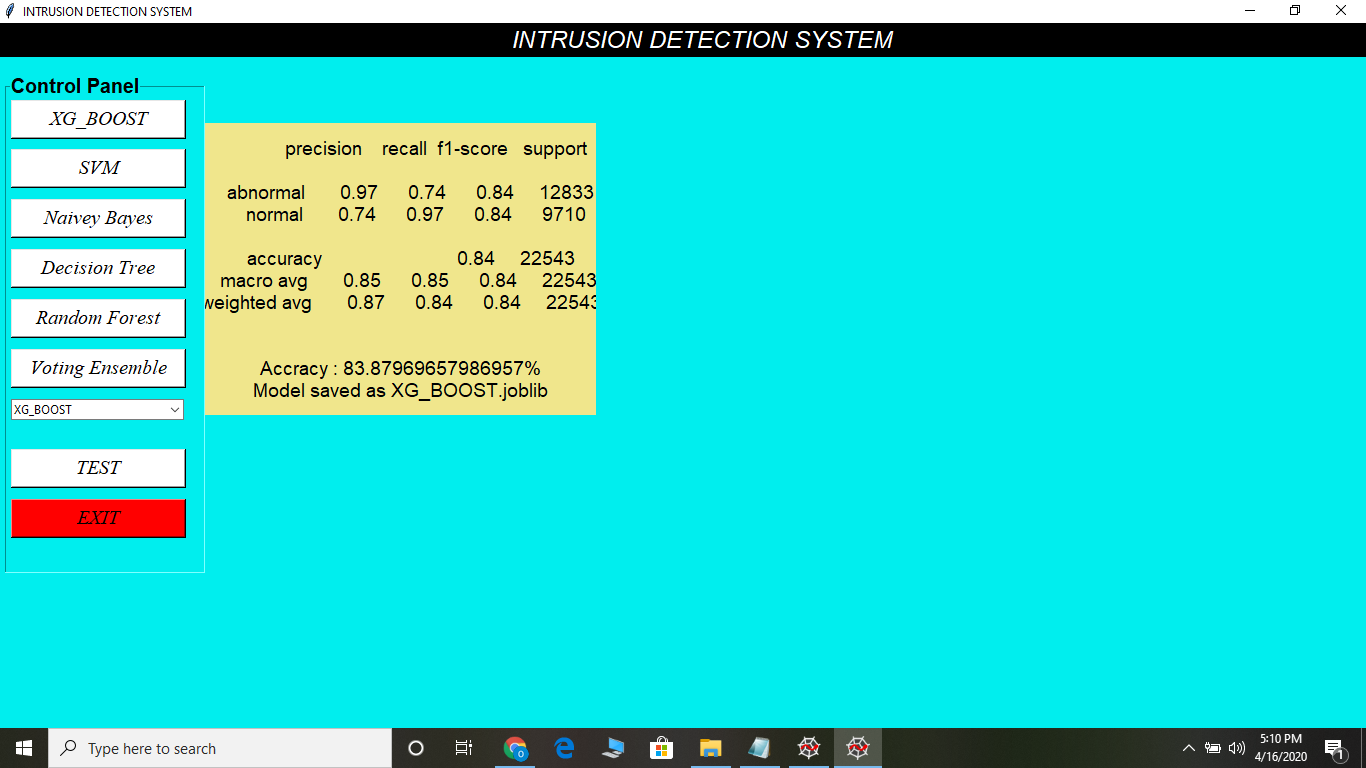 INTRUSION DETECTION SYSTEM
INTRUSION DETECTION SYSTEM
Control Panel
XG_BOOST
SVM
Naivey Bayes
Decision Tree
Random Forest
Voting Ensemble
XG_BOOST
TEST
EXIT
precision recall f1-score support
abnormal 0.97 0.74 0.84 12833
normal 0.74 0.97 0.84 9710
accuracy 0.84 22543
macro avg 0.85 0.85 0.84 22543
weighted avg 0.87 0.84 0.84 22543
Accracy : 83.87969657986957%
Model saved as XG_BOOST.joblib
Type here to search
5:10 PM
4/16/2020
1